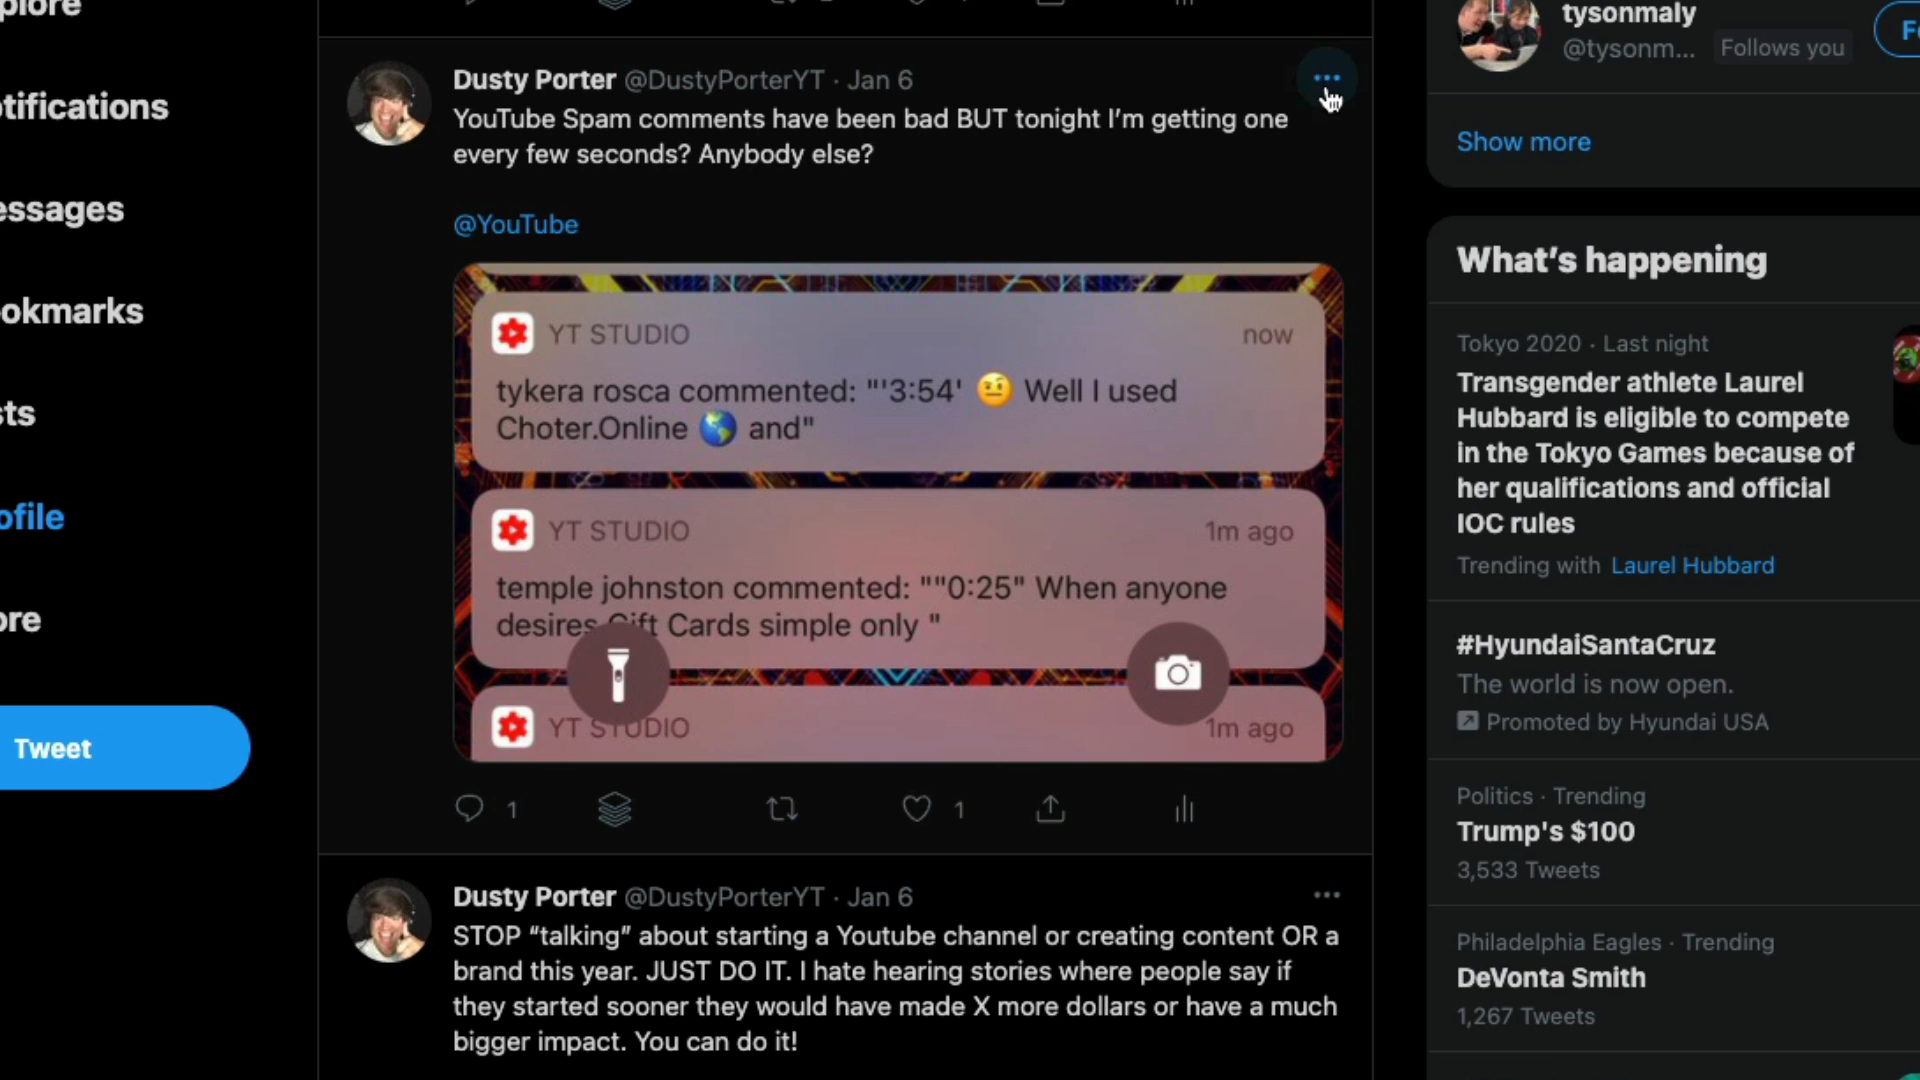 plore
otifications
essages
ookmarks
sts
ofile
ore
Tweet
Dusty Porter @DustyPorterYT · Jan 6
YouTube Spam comments have been bad BUT tonight I'm getting one
every few seconds? Anybody else?
@YouTube
YT STUDIO now
tykera rosca commented: "'3:54' 🤨 Well I used
Choter.Online 🌎 and"
YT STUDIO 1m ago
temple johnston commented: ""0:25" When anyone
desires Gift Cards simple only "
YT STUDIO 1m ago
1 1
Dusty Porter @DustyPorterYT · Jan 6
STOP “talking” about starting a Youtube channel or creating content OR a
brand this year. JUST DO IT. I hate hearing stories where people say if
they started sooner they would have made X more dollars or have a much
bigger impact. You can do it!
tysonmaly
@tysonm... Follows you
Show more
What's happening
Tokyo 2020 · Last night
Transgender athlete Laurel
Hubbard is eligible to compete
in the Tokyo Games because of
her qualifications and official
IOC rules
Trending with Laurel Hubbard
#HyundaiSantaCruz
The world is now open.
Promoted by Hyundai USA
Politics · Trending
Trump's $100
3,533 Tweets
Philadelphia Eagles · Trending
DeVonta Smith
1,267 Tweets